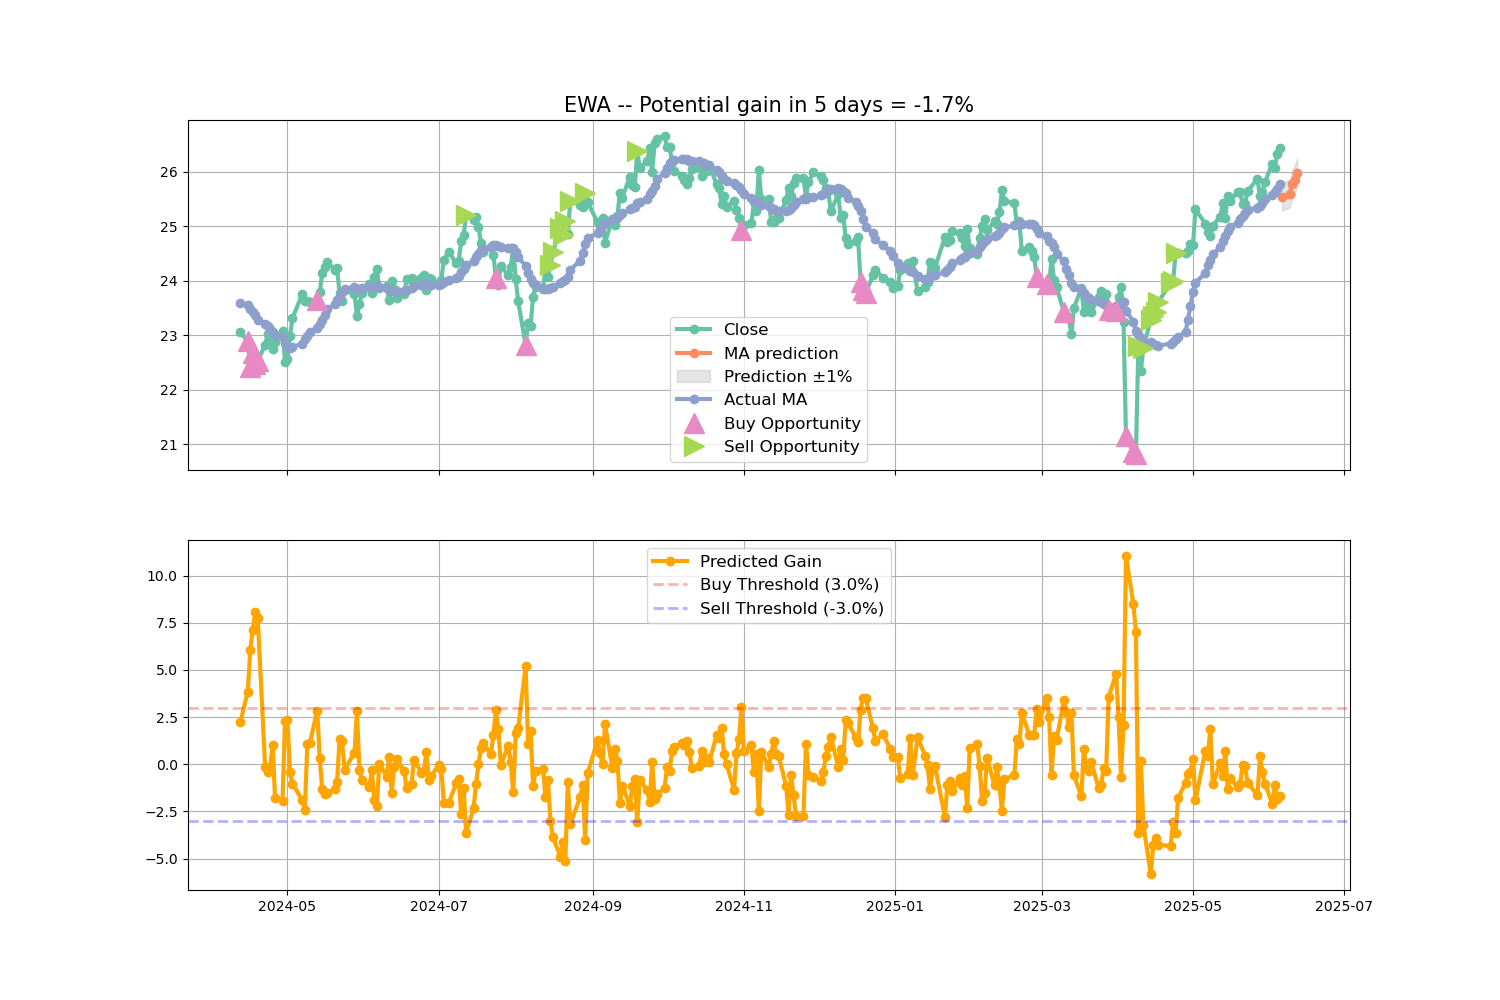 EWA -- Potential gain in 5 days = -1.7%
26
25
24
23
22
21
Close
MA prediction
Prediction ±1%
Actual MA
Buy Opportunity
Sell Opportunity
10.0
7.5
5.0
2.5
0.0
−2.5
−5.0
Predicted Gain
Buy Threshold (3.0%)
Sell Threshold (-3.0%)
2024-05 2024-07 2024-09 2024-11 2025-01 2025-03 2025-05 2025-07